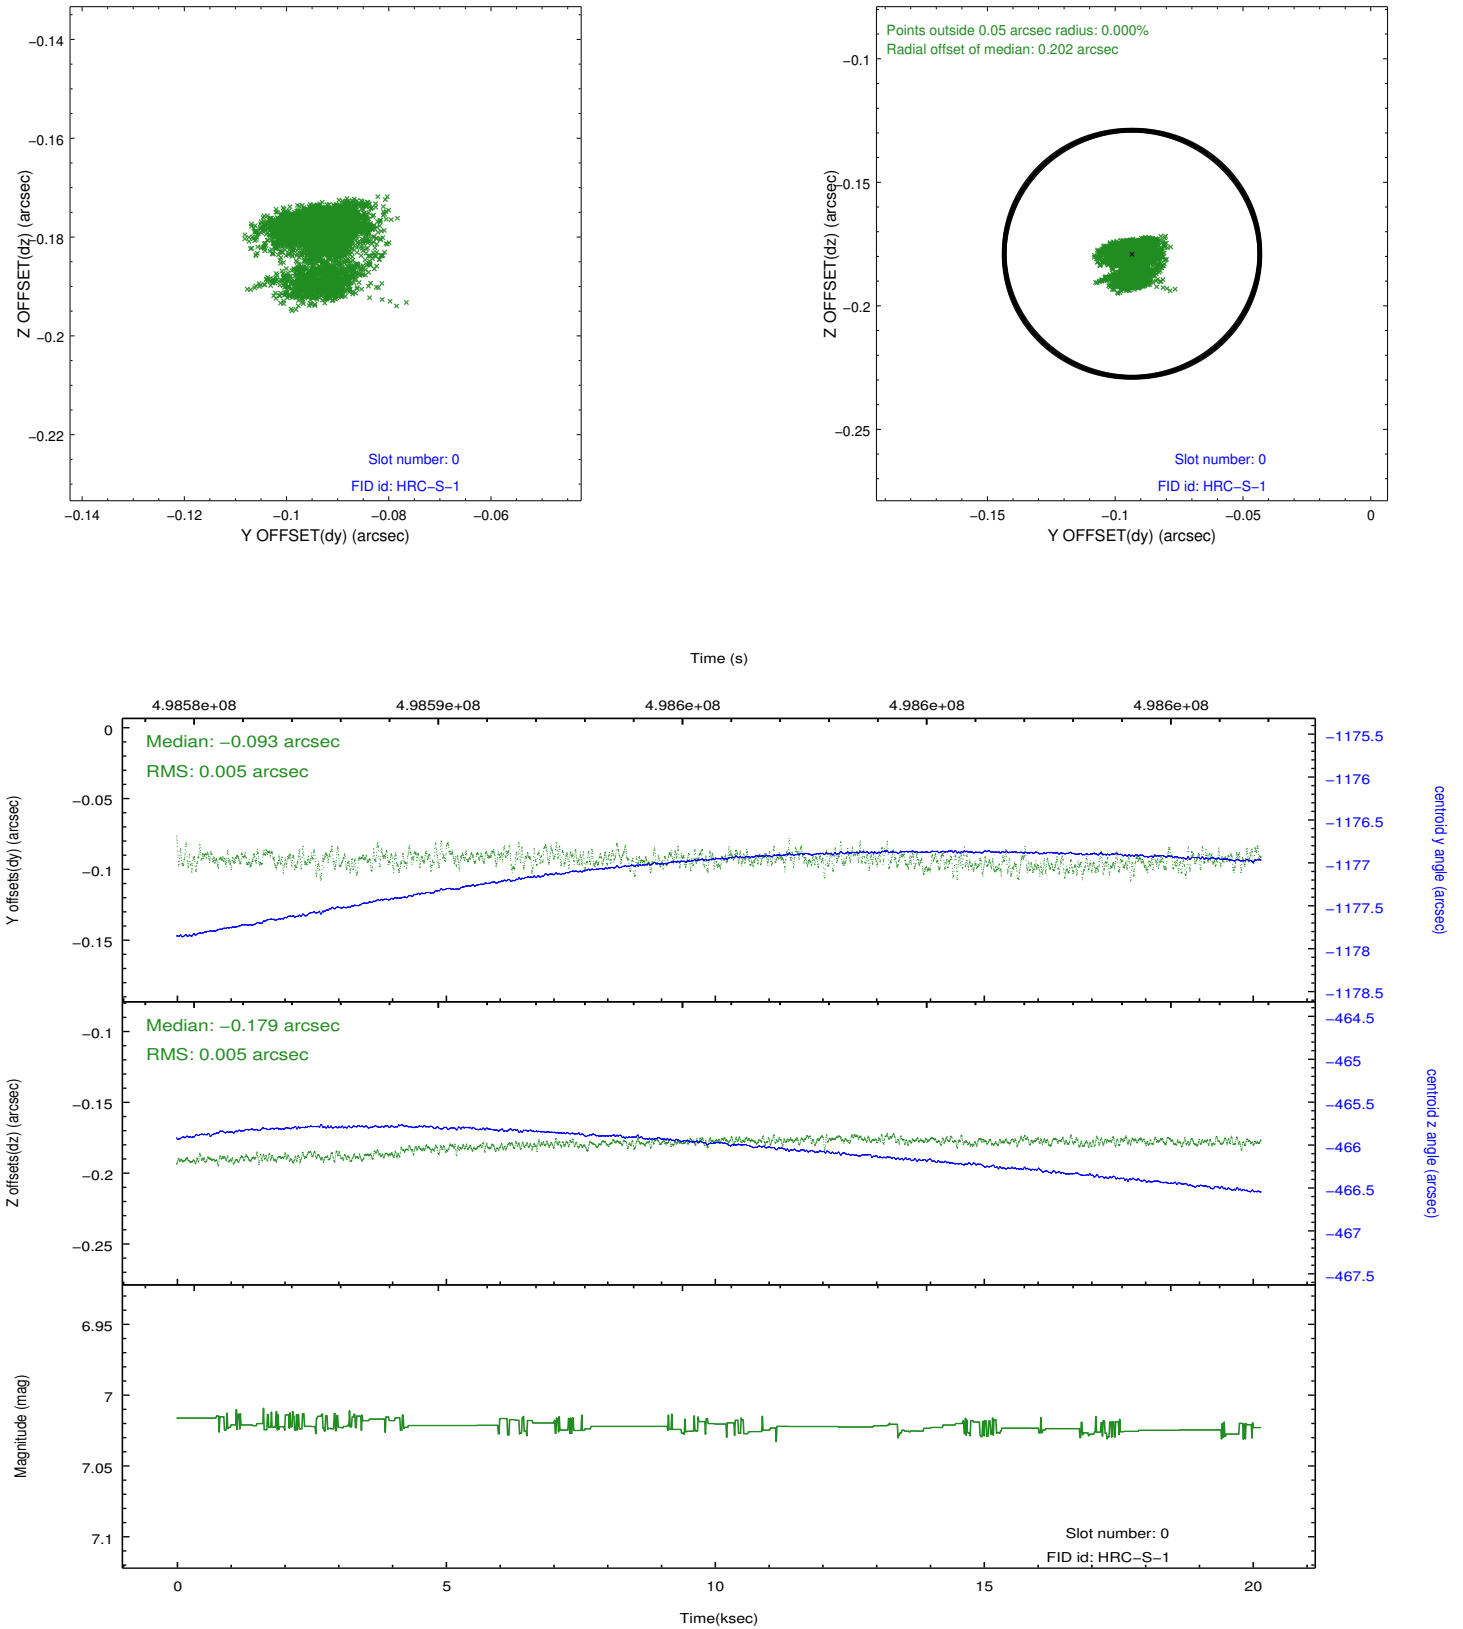 Points outside 0.05 arcsec radius: 0.000%
Radial offset of median: 0.202 arcsec
−0.14
−0.16
−0.18
−0.2
−0.22
Z OFFSET(dz) (arcsec)
Slot number: 0
FID id: HRC−S−1
−0.14 −0.12 −0.1 −0.08 −0.06
Y OFFSET(dy) (arcsec)
−0.1
−0.15
−0.2
−0.25
Z OFFSET(dz) (arcsec)
Slot number: 0
FID id: HRC−S−1
−0.15 −0.1 −0.05 0
Y OFFSET(dy) (arcsec)
Time (s)
4.9858e+08 4.9859e+08 4.986e+08 4.986e+08 4.986e+08
Median: −0.093 arcsec
RMS: 0.005 arcsec
0
−0.05
−0.1
−0.15
Y offsets(dy) (arcsec)
−1175.5
−1176
−1176.5
−1177
−1177.5
−1178
−1178.5
centroid y angle (arcsec)
Median: −0.179 arcsec
RMS: 0.005 arcsec
−0.1
−0.15
−0.2
−0.25
Z offsets(dz) (arcsec)
−464.5
−465
−465.5
−466
−466.5
−467
−467.5
centroid z angle (arcsec)
6.95
7
7.05
7.1
Magnitude (mag)
Slot number: 0
FID id: HRC−S−1
0 5 10 15 20
Time(ksec)